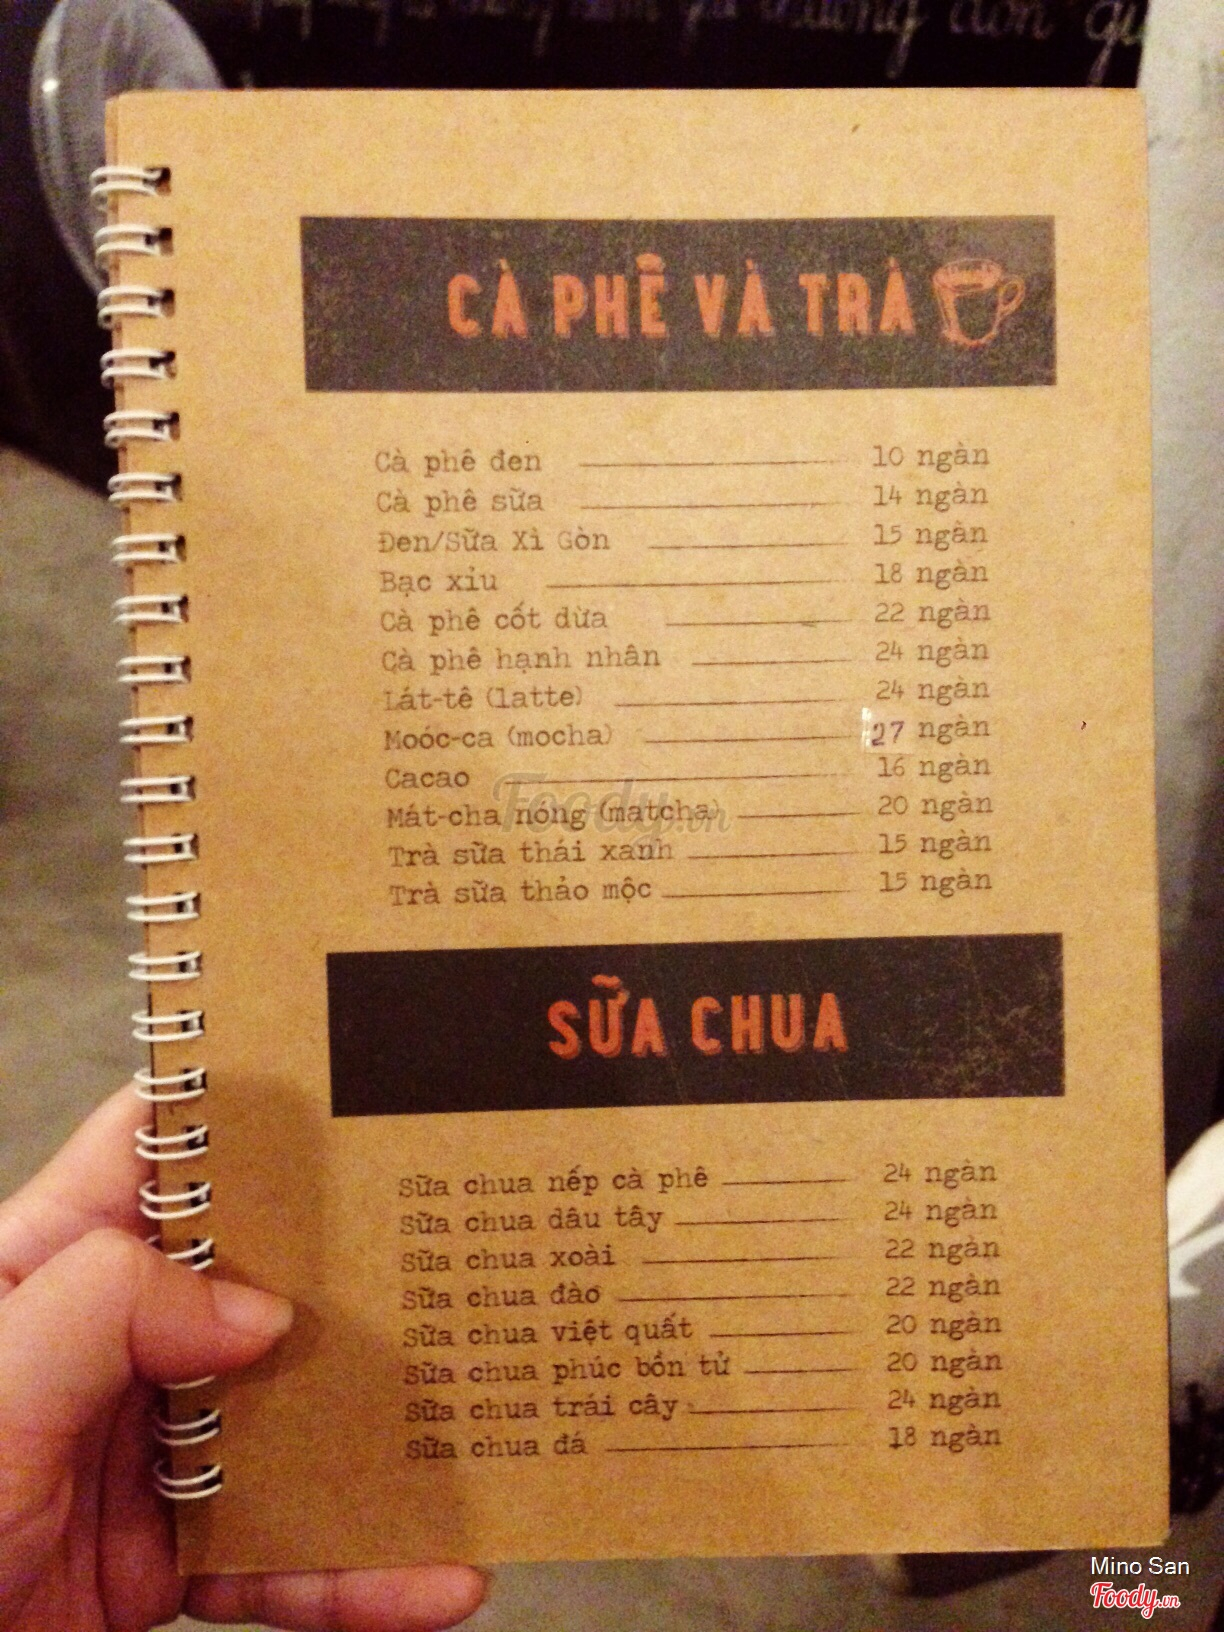 CÀ PHÊ VÀ TRÀ
Cà phê đen 10 ngàn
Cà phê sữa 14 ngàn
Đen/Sữa Xì Gòn 15 ngàn
Bạc xỉu 18 ngàn
Cà phê cốt dừa 22 ngàn
Cà phê hạnh nhân 24 ngàn
Lát-tê (latte) 24 ngàn
Moóc-ca (mocha) 27 ngàn
Cacao 16 ngàn
Mát-cha nóng (matcha) 20 ngàn
Trà sữa thái xanh 15 ngàn
Trà sữa thảo mộc 15 ngàn
Foody.vn
SỮA CHUA
Sữa chua nếp cà phê 24 ngàn
Sữa chua dâu tây 24 ngàn
Sữa chua xoài 22 ngàn
Sữa chua đào 22 ngàn
Sữa chua việt quất 20 ngàn
Sữa chua phúc bồn tử 20 ngàn
Sữa chua trái cây 24 ngàn
Sữa chua đá 18 ngàn
Mino San
Foody.vn